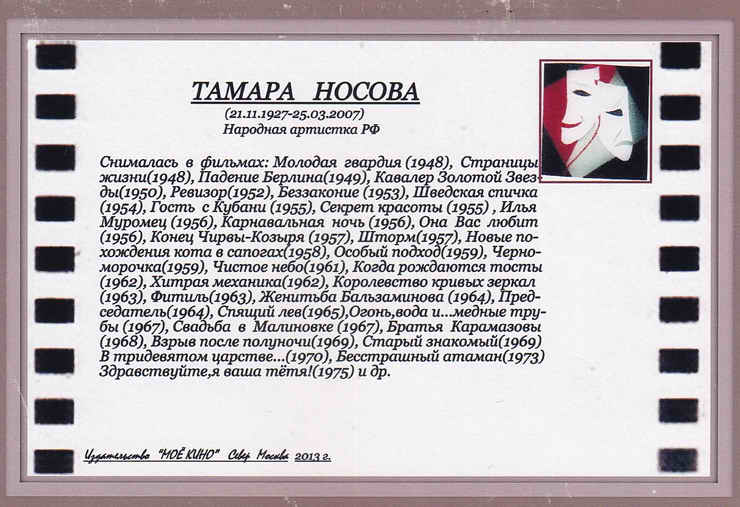 ТАМАРА НОСОВА
(21.11.1927-25.03.2007)
Народная артистка РФ
Снималась в фильмах: Молодая гвардия (1948), Страницы
жизни(1948), Падение Берлина(1949), Кавалер Золотой Звез-
ды(1950), Ревизор(1952), Беззаконие (1953), Шведская спичка
(1954), Гость с Кубани (1955), Секрет красоты (1955) , Илья
Муромец (1956), Карнавальная ночь (1956), Она Вас любит
(1956), Конец Чирвы-Козыря (1957), Шторм(1957), Новые по-
хождения кота в сапогах(1958), Особый подход(1959), Черно-
морочка(1959), Чистое небо(1961), Когда рождаются тосты
(1962), Хитрая механика(1962), Королевство кривых зеркал
(1963), Фитиль(1963), Женитьба Бальзаминова (1964), Пред-
седатель(1964), Спящий лев(1965),Огонь,вода и...медные тру-
бы (1967), Свадьба в Малиновке (1967), Братья Карамазовы
(1968), Взрыв после полуночи(1969), Старый знакомый(1969)
В тридевятом царстве...(1970), Бесстрашный атаман(1973)
Здравствуйте,я ваша тётя!(1975) и др.
Издательство "МОЁ КИНО" Север Москва 2013 г.